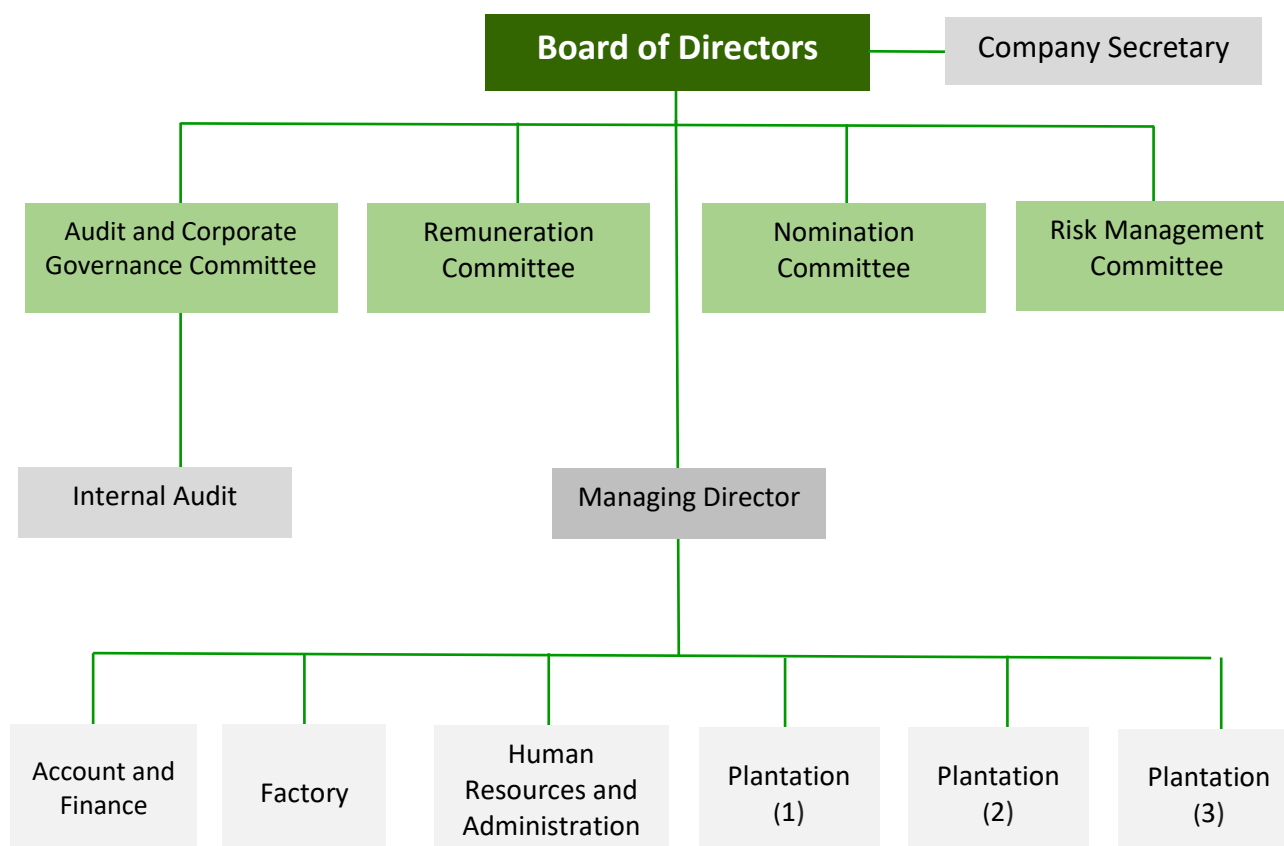 Board of Directors
Company Secretary
Audit and Corporate
Governance Committee
Remuneration
Committee
Nomination
Committee
Risk Management
Committee
Internal Audit
Managing Director
Account and
Finance
Factory
Human
Resources and
Administration
Plantation
(1)
Plantation
(2)
Plantation
(3)